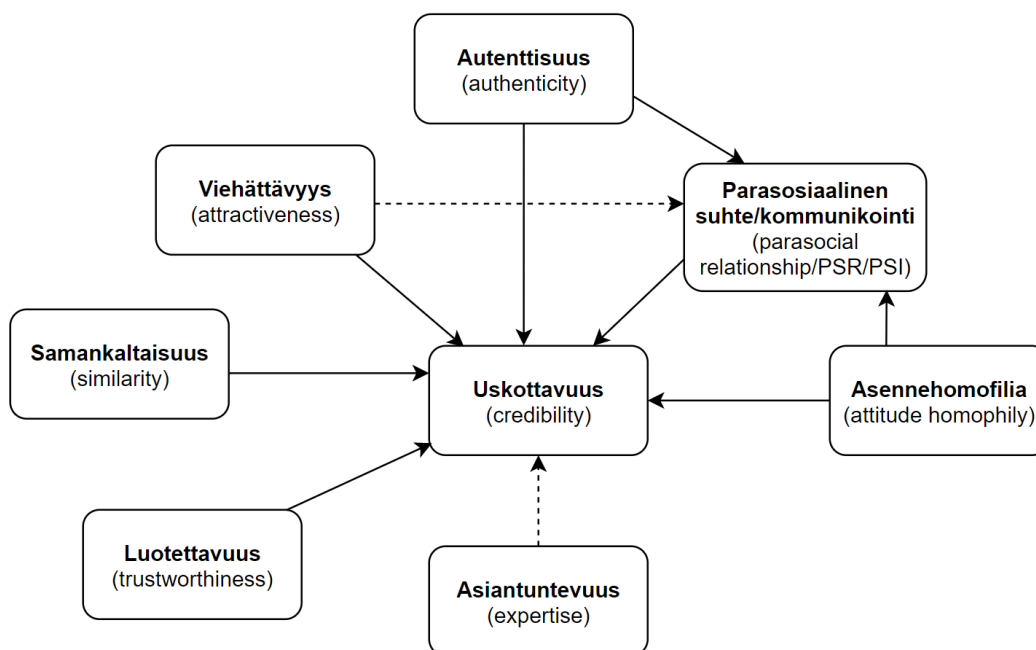 Autenttisuus
(authenticity)
Viehättävyys
(attractiveness)
Parasosiaalinen
suhte/kommunikointi
(parasocial
relationship/PSR/PSI)
Samankaltaisuus
(similarity)
Uskottavuus
(credibility)
Asennehomofilia
(attitude homophily)
Luotettavuus
(trustworthiness)
Asiantuntevuus
(expertise)